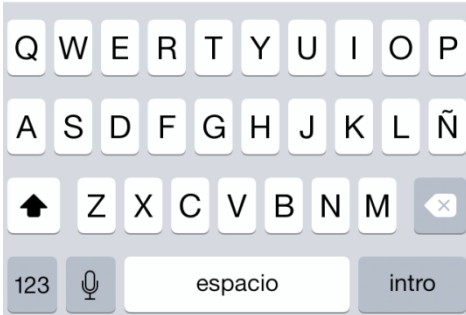 Q W E R T Y U I O P
A S D F G H J K L Ñ
Z X C V B N M
123 espacio intro